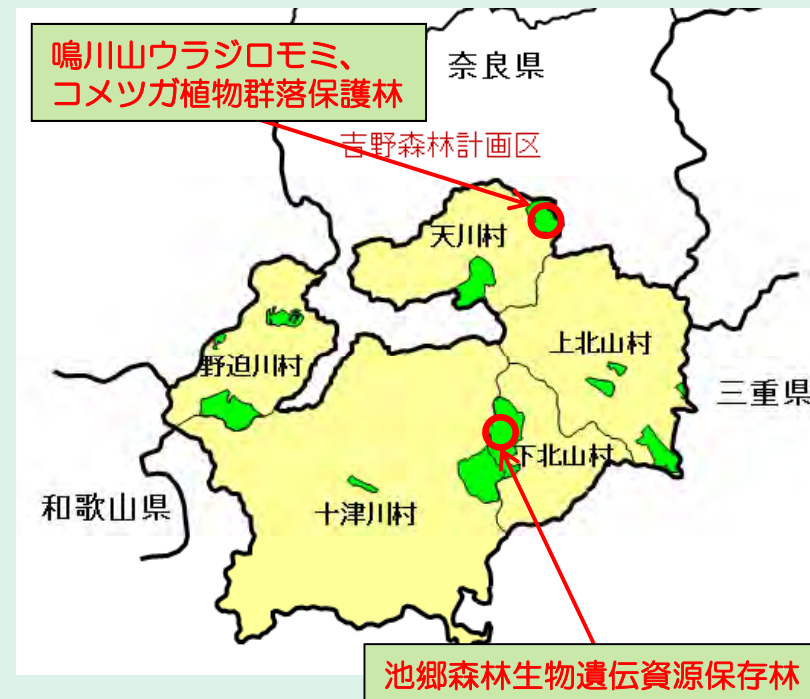 鳴川山ウラジロモミ、
コメツガ植物群落保護林
奈良県
吉野森林計画区
天川村
上北山村
野迫川村
三重県
下北山村
和歌山県
十津川村
池郷森林生物遺伝資源保存林